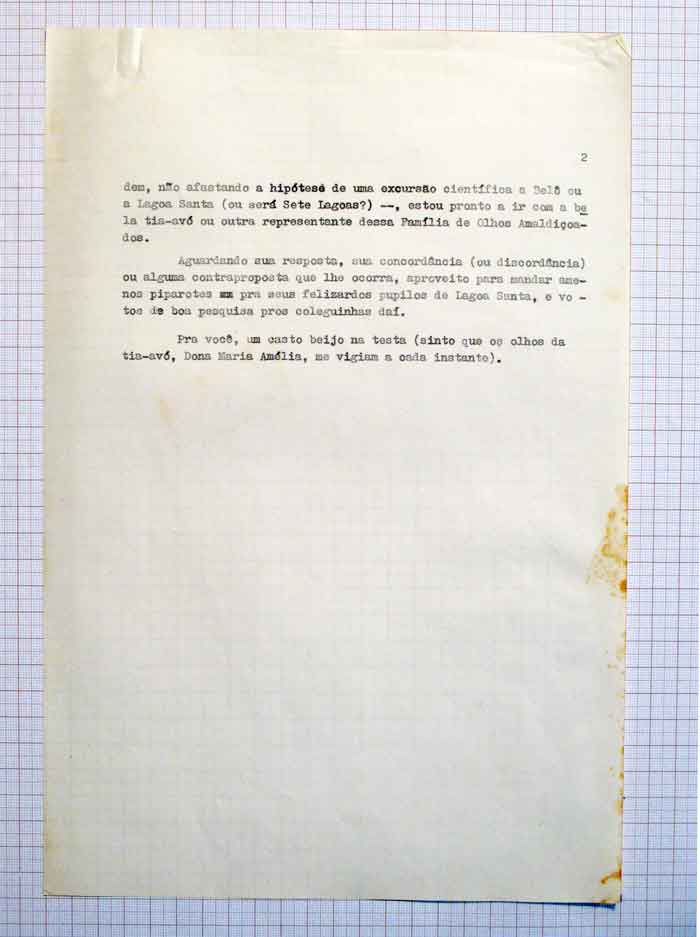 2
dem, não afastando a hipótese de uma excursão científica a Belô ou
a Lagoa Santa (ou será Sete Lagoas?) --, estou pronto a ir com a be
la tia-avó ou outra representante dessa Família de Olhos Amaldiçoa-
dos.
Aguardando sua resposta, sua concordância (ou discordância)
ou alguma contraproposta que lhe ocorra, aproveito para mandar ame-
nos piparotes pra seus felizardos pupilos de Lagoa Santa, e vo -
tos de boa pesquisa pros coleguinhas daí.
Pra você, um casto beijo na testa (sinto que os olhos da
tia-avó, Dona Maria Amélia, me vigiam a cada instante).